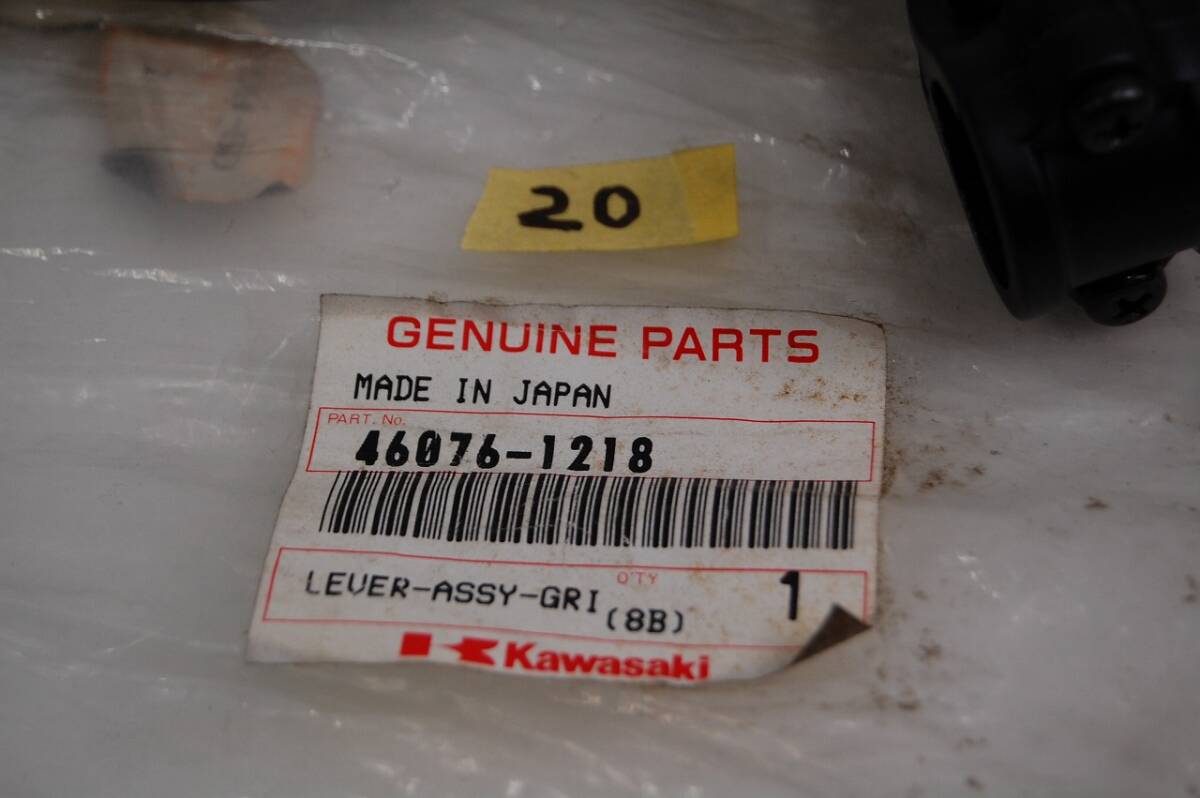 20
GENUINE PARTS
MADE IN JAPAN
PART. No.
46076-1218
LEVER-ASSY-GRI
Q'TY
1
(8B)
Kawasaki